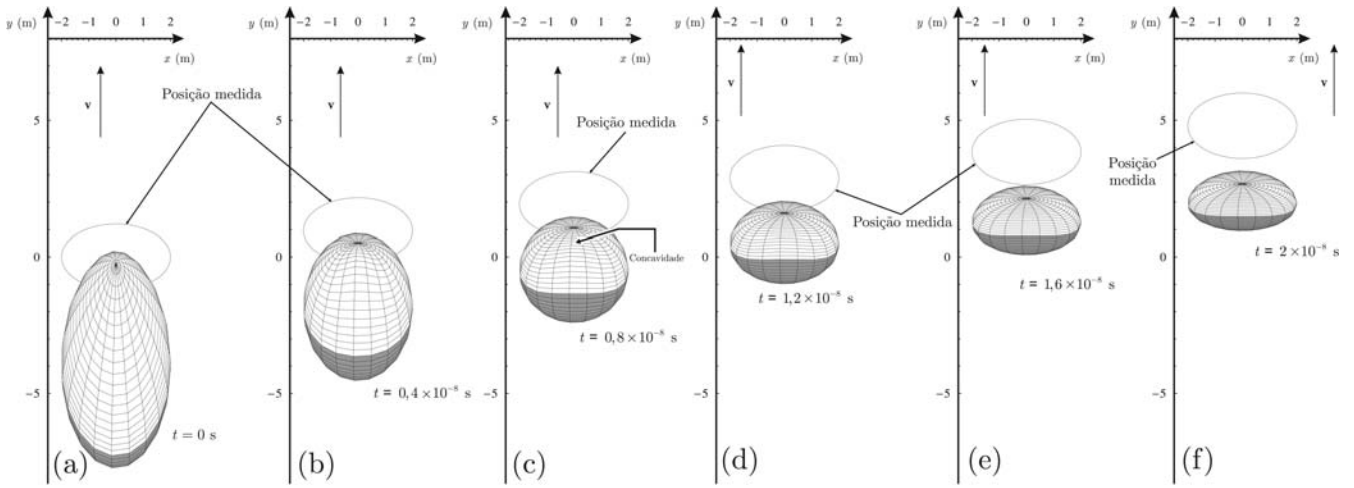 y (m)
−2 −1 0 1 2
x (m)
v
5
0
−5
t = 0 s
(a)
Posição medida
y (m)
−2 −1 0 1 2
x (m)
v
5
0
−5
t = 0,4×10⁻⁸ s
(b)
y (m)
−2 −1 0 1 2
x (m)
v
5
Posição medida
0
Concavidade
t = 0,8×10⁻⁸ s
−5
(c)
y (m)
−2 −1 0 1 2
x (m)
v
5
0
t = 1,2×10⁻⁸ s
−5
(d)
Posição medida
y (m)
−2 −1 0 1 2
x (m)
v
5
0
t = 1,6×10⁻⁸ s
−5
(e)
y (m)
−2 −1 0 1 2
x (m)
v
5
Posição
medida
0
t = 2×10⁻⁸ s
−5
(f)